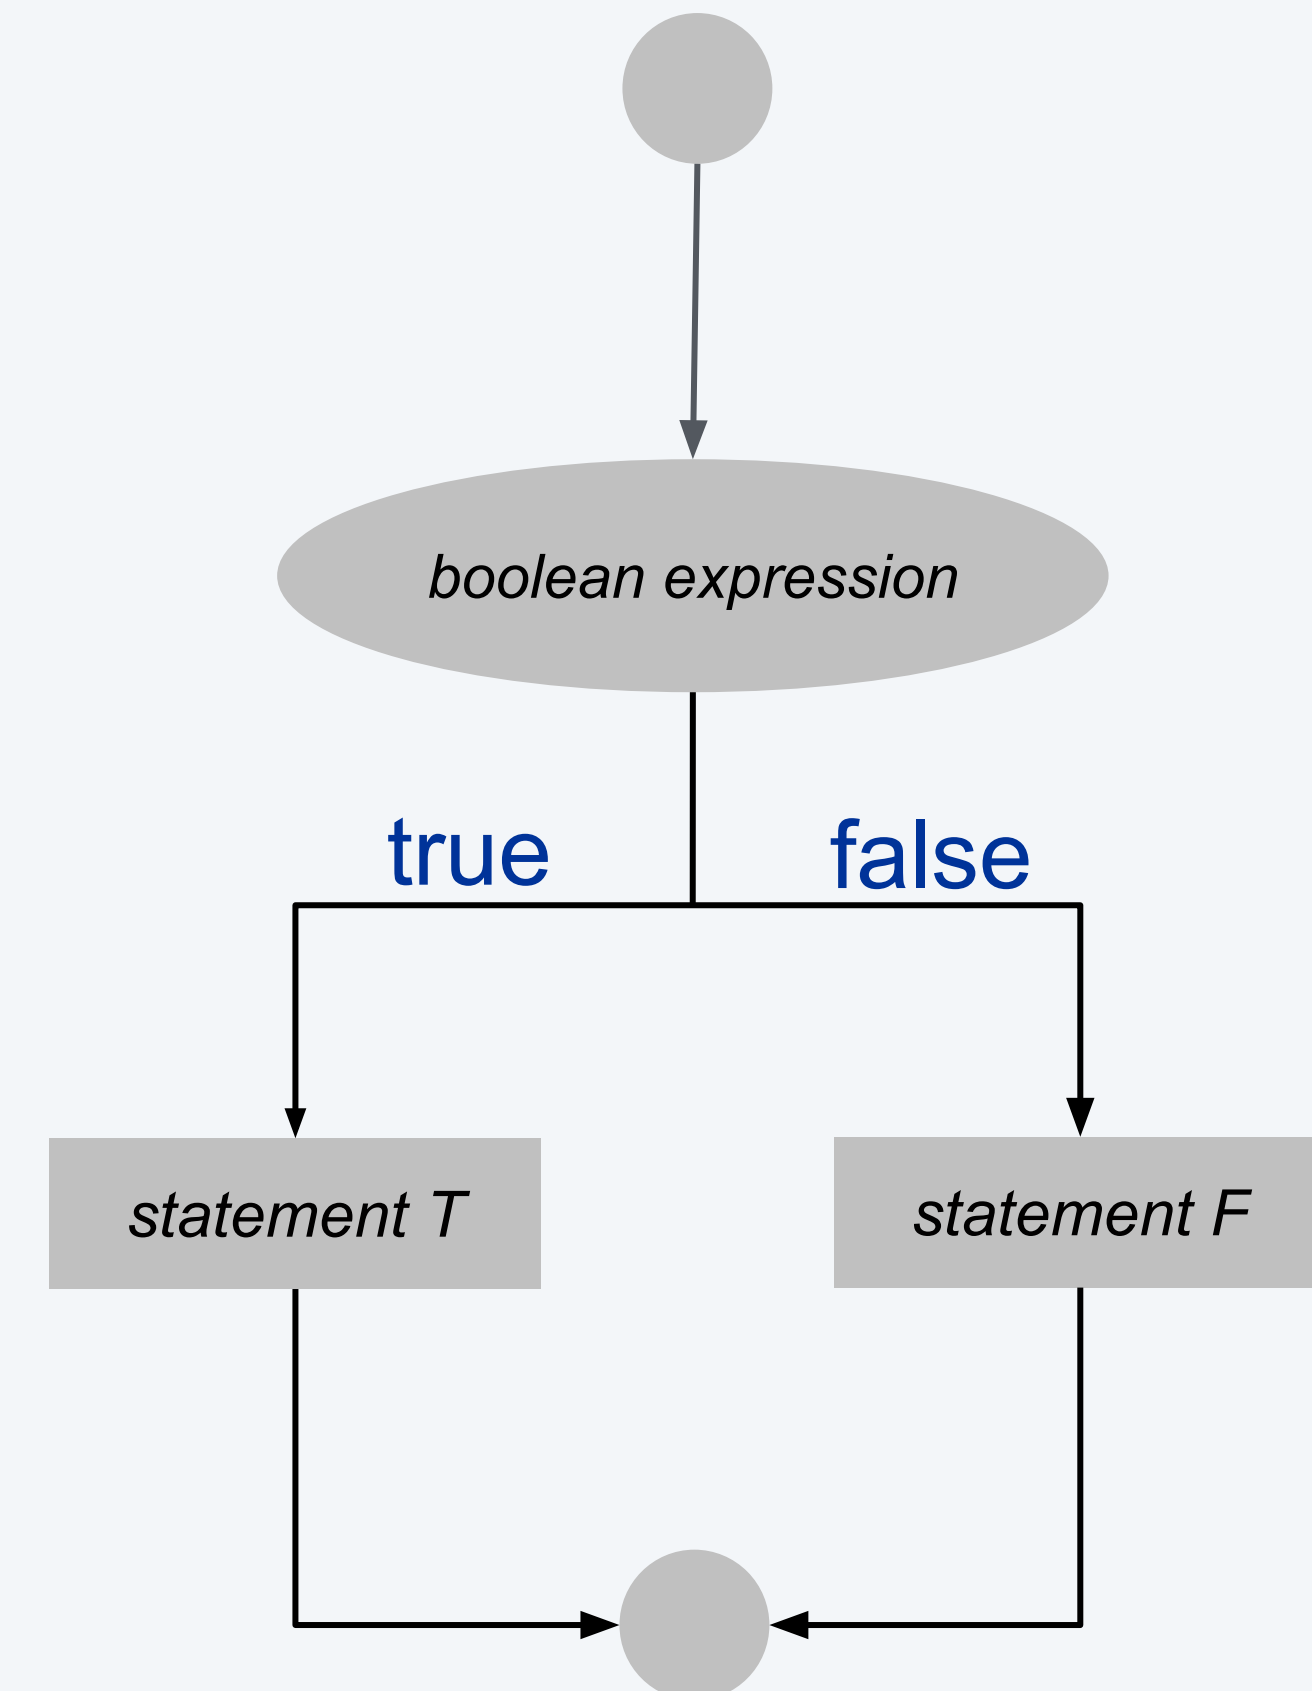 boolean expression
true
false
statement T
statement F